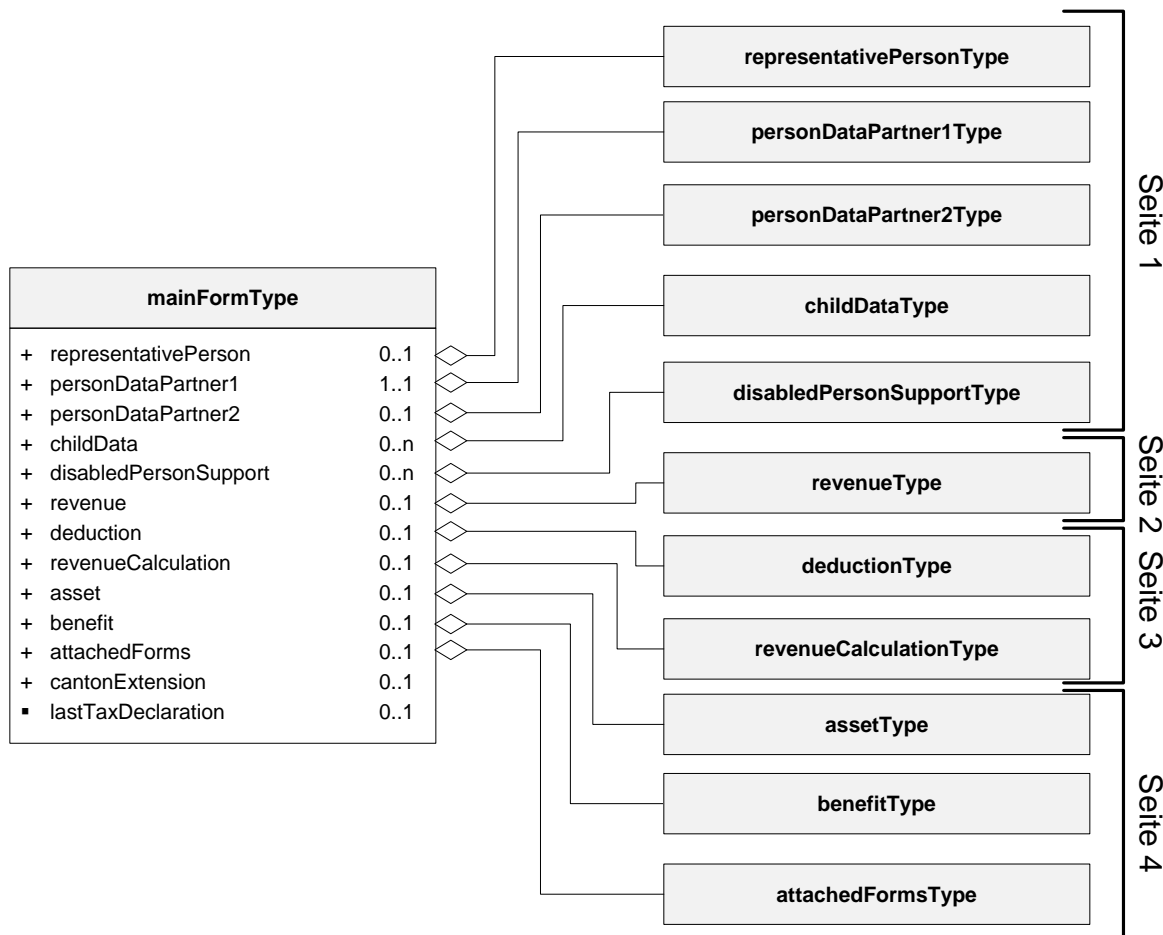 mainFormType
+ representativePerson 0..1
+ personDataPartner1 1..1
+ personDataPartner2 0..1
+ childData 0..n
+ disabledPersonSupport 0..n
+ revenue 0..1
+ deduction 0..1
+ revenueCalculation 0..1
+ asset 0..1
+ benefit 0..1
+ attachedForms 0..1
+ cantonExtension 0..1
▪ lastTaxDeclaration 0..1
representativePersonType
personDataPartner1Type
personDataPartner2Type
childDataType
disabledPersonSupportType
revenueType
deductionType
revenueCalculationType
assetType
benefitType
attachedFormsType
Seite 1
Seite 2
Seite 3
Seite 4